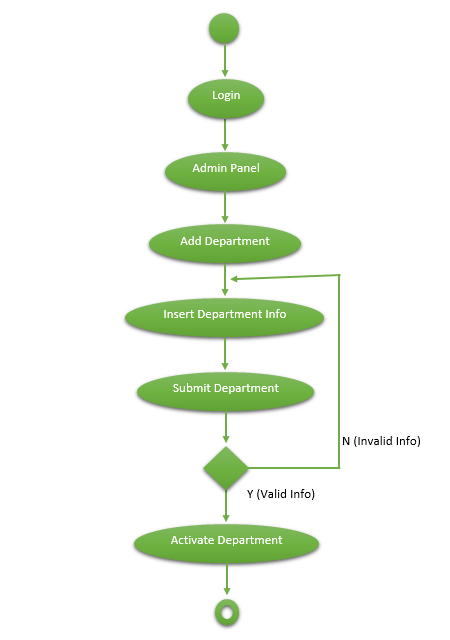 Login
Admin Panel
Add Department
Insert Department Info
Submit Department
N (Invalid Info)
Y (Valid Info)
Activate Department